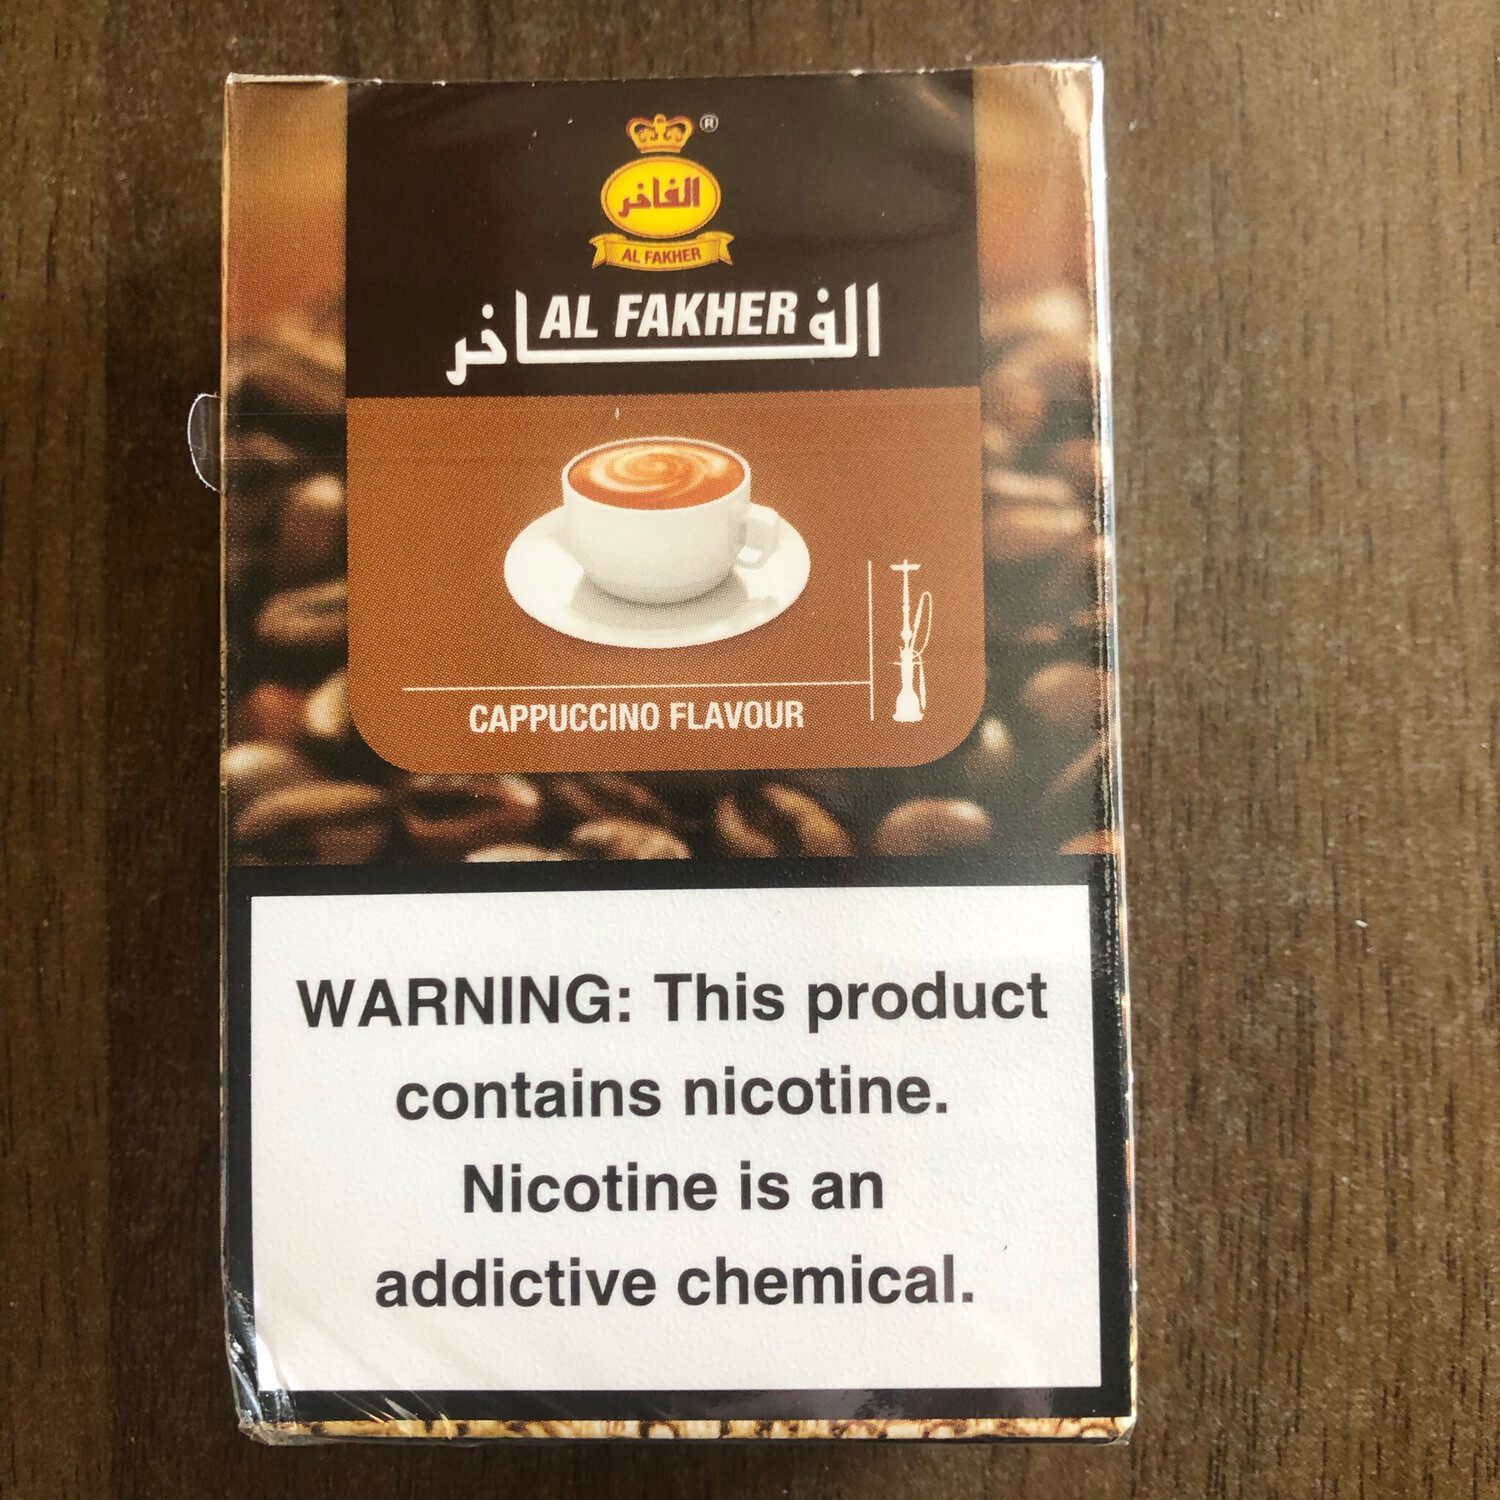 ®
الفاخر
AL FAKHER
الفاخر
AL FAKHER
CAPPUCCINO FLAVOUR
WARNING: This product
contains nicotine.
Nicotine is an
addictive chemical.